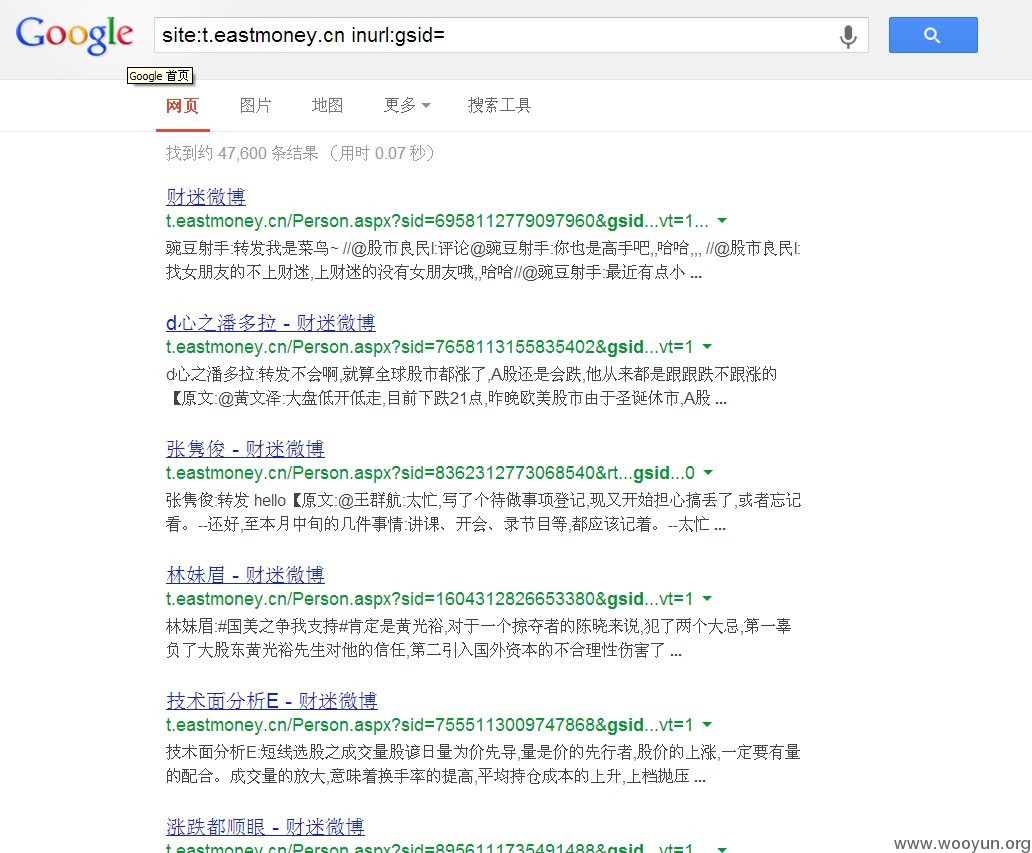 Google site:t.eastmoney.cn inurl:gsid=
Google 首页
网页 图片 地图 更多 搜索工具
找到约 47,600 条结果 (用时 0.07 秒)
财迷微博
t.eastmoney.cn/Person.aspx?sid=6958112779097960&gsid...vt=1...
豌豆射手:转发我是菜鸟~ //@股市良民I:评论@豌豆射手:你也是高手吧,,哈哈,,, //@股市良民I:
找女朋友的不上财迷,上财迷的没有女朋友哦,,哈哈//@豌豆射手:最近有点小 ...
d心之潘多拉 - 财迷微博
t.eastmoney.cn/Person.aspx?sid=7658113155835402&gsid...vt=1
d心之潘多拉:转发不会啊,就算全球股市都涨了,A股还是会跌,他从来都是跟跌不跟涨的
【原文:@黄文泽:大盘低开低走,目前下跌21点,昨晚欧美股市由于圣诞休市,A股 ...
张隽俊 - 财迷微博
t.eastmoney.cn/Person.aspx?sid=8362312773068540&rt...gsid...0
张隽俊:转发 hello【原文:@王群航:太忙,写了个待做事项登记,现又开始担心搞丢了,或者忘记
看。--还好,至本月中旬的几件事情:讲课、开会、录节目等,都应该记着。--太忙 ...
林妹眉 - 财迷微博
t.eastmoney.cn/Person.aspx?sid=1604312826653380&gsid...vt=1
林妹眉:#国美之争我支持#肯定是黄光裕,对于一个掠夺者的陈晓来说,犯了两个大忌,第一辜
负了大股东黄光裕先生对他的信任,第二引入国外资本的不合理性伤害了 ...
技术面分析E - 财迷微博
t.eastmoney.cn/Person.aspx?sid=7555113009747868&gsid...vt=1
技术面分析E:短线选股之成交量股谚日量为价先导,量是价的先行者,股价的上涨,一定要有量
的配合。成交量的放大,意味着换手率的提高,平均持仓成本的上升,上档抛压 ...
涨跌都顺眼 - 财迷微博
t.eastmoney.cn/Person.aspx?sid=8956111735491488&gsid...vt=1
www.wooyun.org